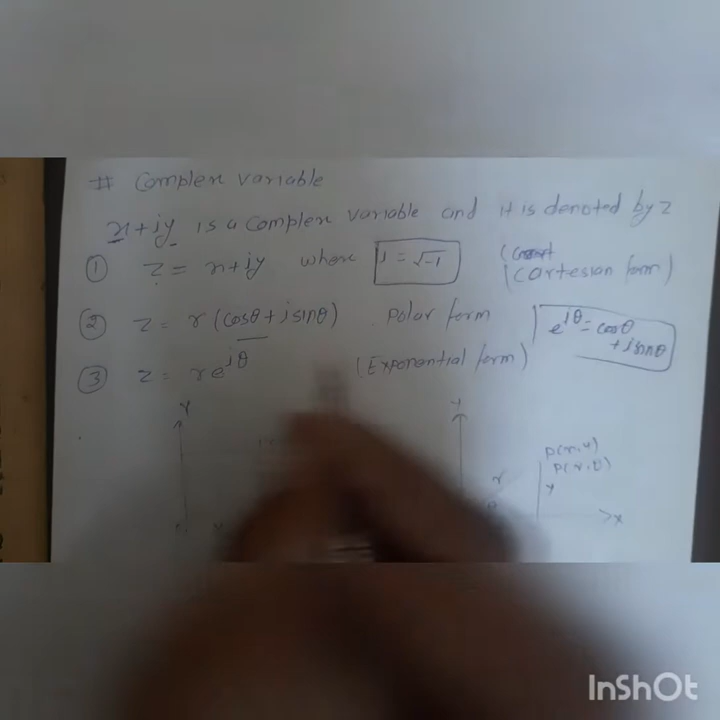 # Complex variable
x+iy is a complex variable and it is denoted by z
① z = x+iy where i = √-1 (Cartesian form)
② z = r (cosθ + i sinθ) Polar form e^iθ = cosθ + i sinθ
③ z = re^iθ (Exponential form)
Y Y
P(x,y)
P(r,θ)
r y
θ
x
InShOt